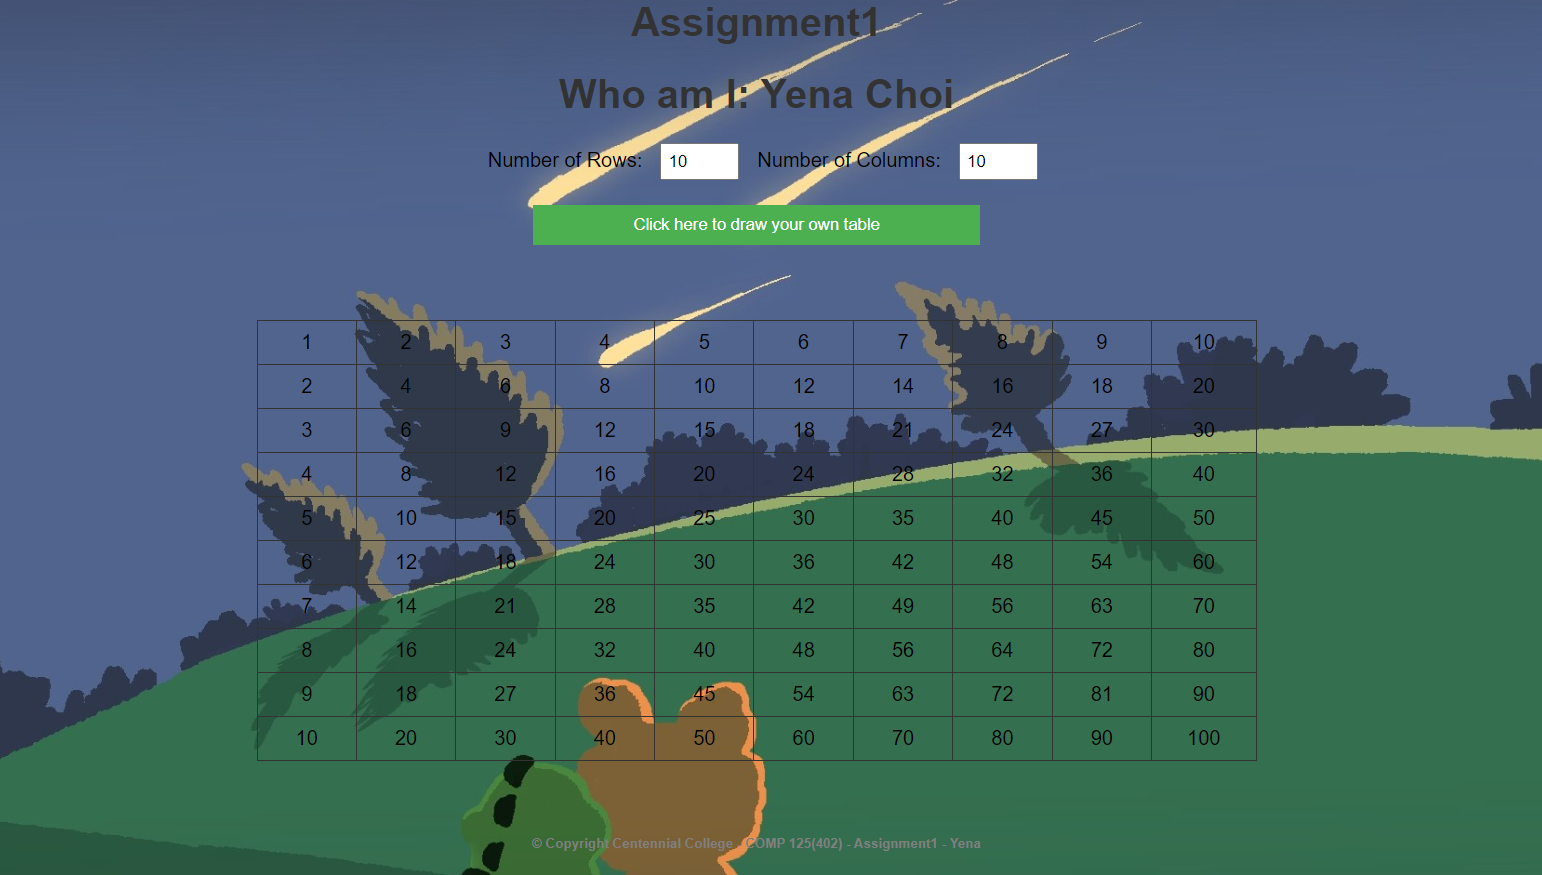 Assignment1
Who am I: Yena Choi
Number of Rows: 10 Number of Columns: 10
Click here to draw your own table
1 2 3 4 5 6 7 8 9 10
2 4 6 8 10 12 14 16 18 20
3 6 9 12 15 18 21 24 27 30
4 8 12 16 20 24 28 32 36 40
5 10 15 20 25 30 35 40 45 50
6 12 18 24 30 36 42 48 54 60
7 14 21 28 35 42 49 56 63 70
8 16 24 32 40 48 56 64 72 80
9 18 27 36 45 54 63 72 81 90
10 20 30 40 50 60 70 80 90 100
© Copyright Centennial College - COMP 125(402) - Assignment1 - Yena